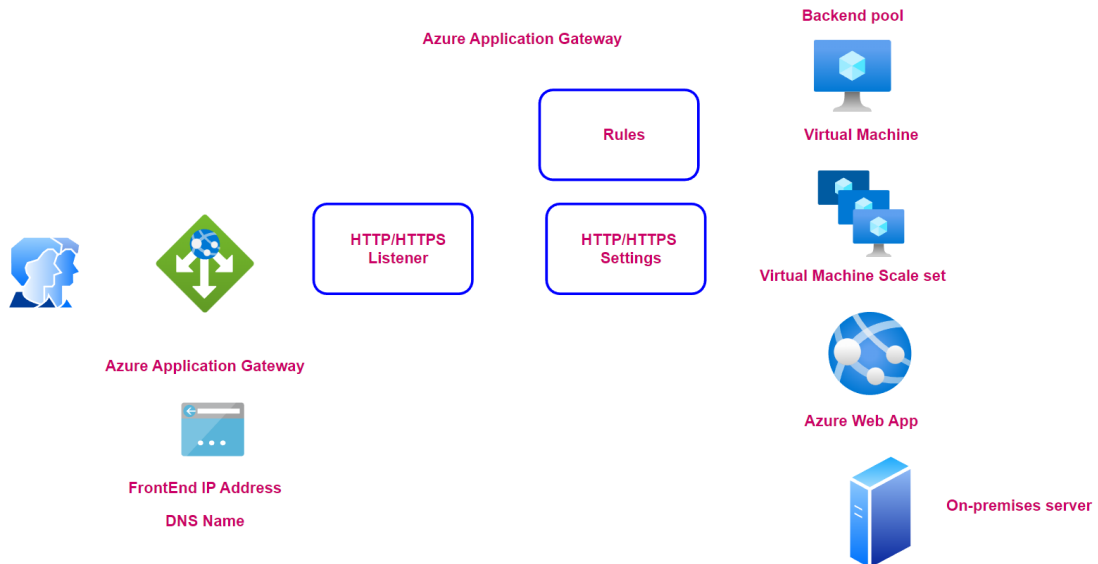 Backend pool
Azure Application Gateway
Rules
Virtual Machine
HTTP/HTTPS
Listener
HTTP/HTTPS
Settings
Virtual Machine Scale set
Azure Application Gateway
Azure Web App
FrontEnd IP Address
On-premises server
DNS Name